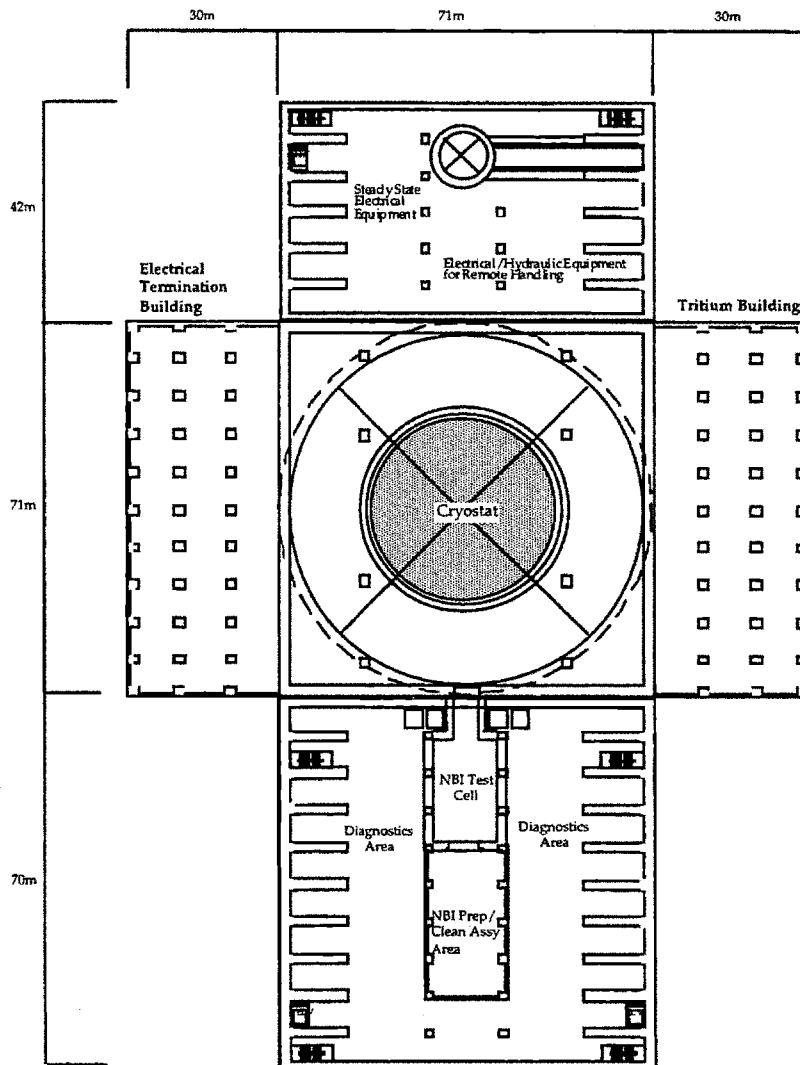 30m
71m
30m
42m
Steady State
Electrical
Equipment
Electrical /Hydraulic Equipment
for Remote Handling
Electrical
Termination
Building
Tritium Building
71m
Cryostat
NBI Test
Cell
Diagnostics
Area
Diagnostics
Area
70m
NBI Prep/
Clean Assy
Area